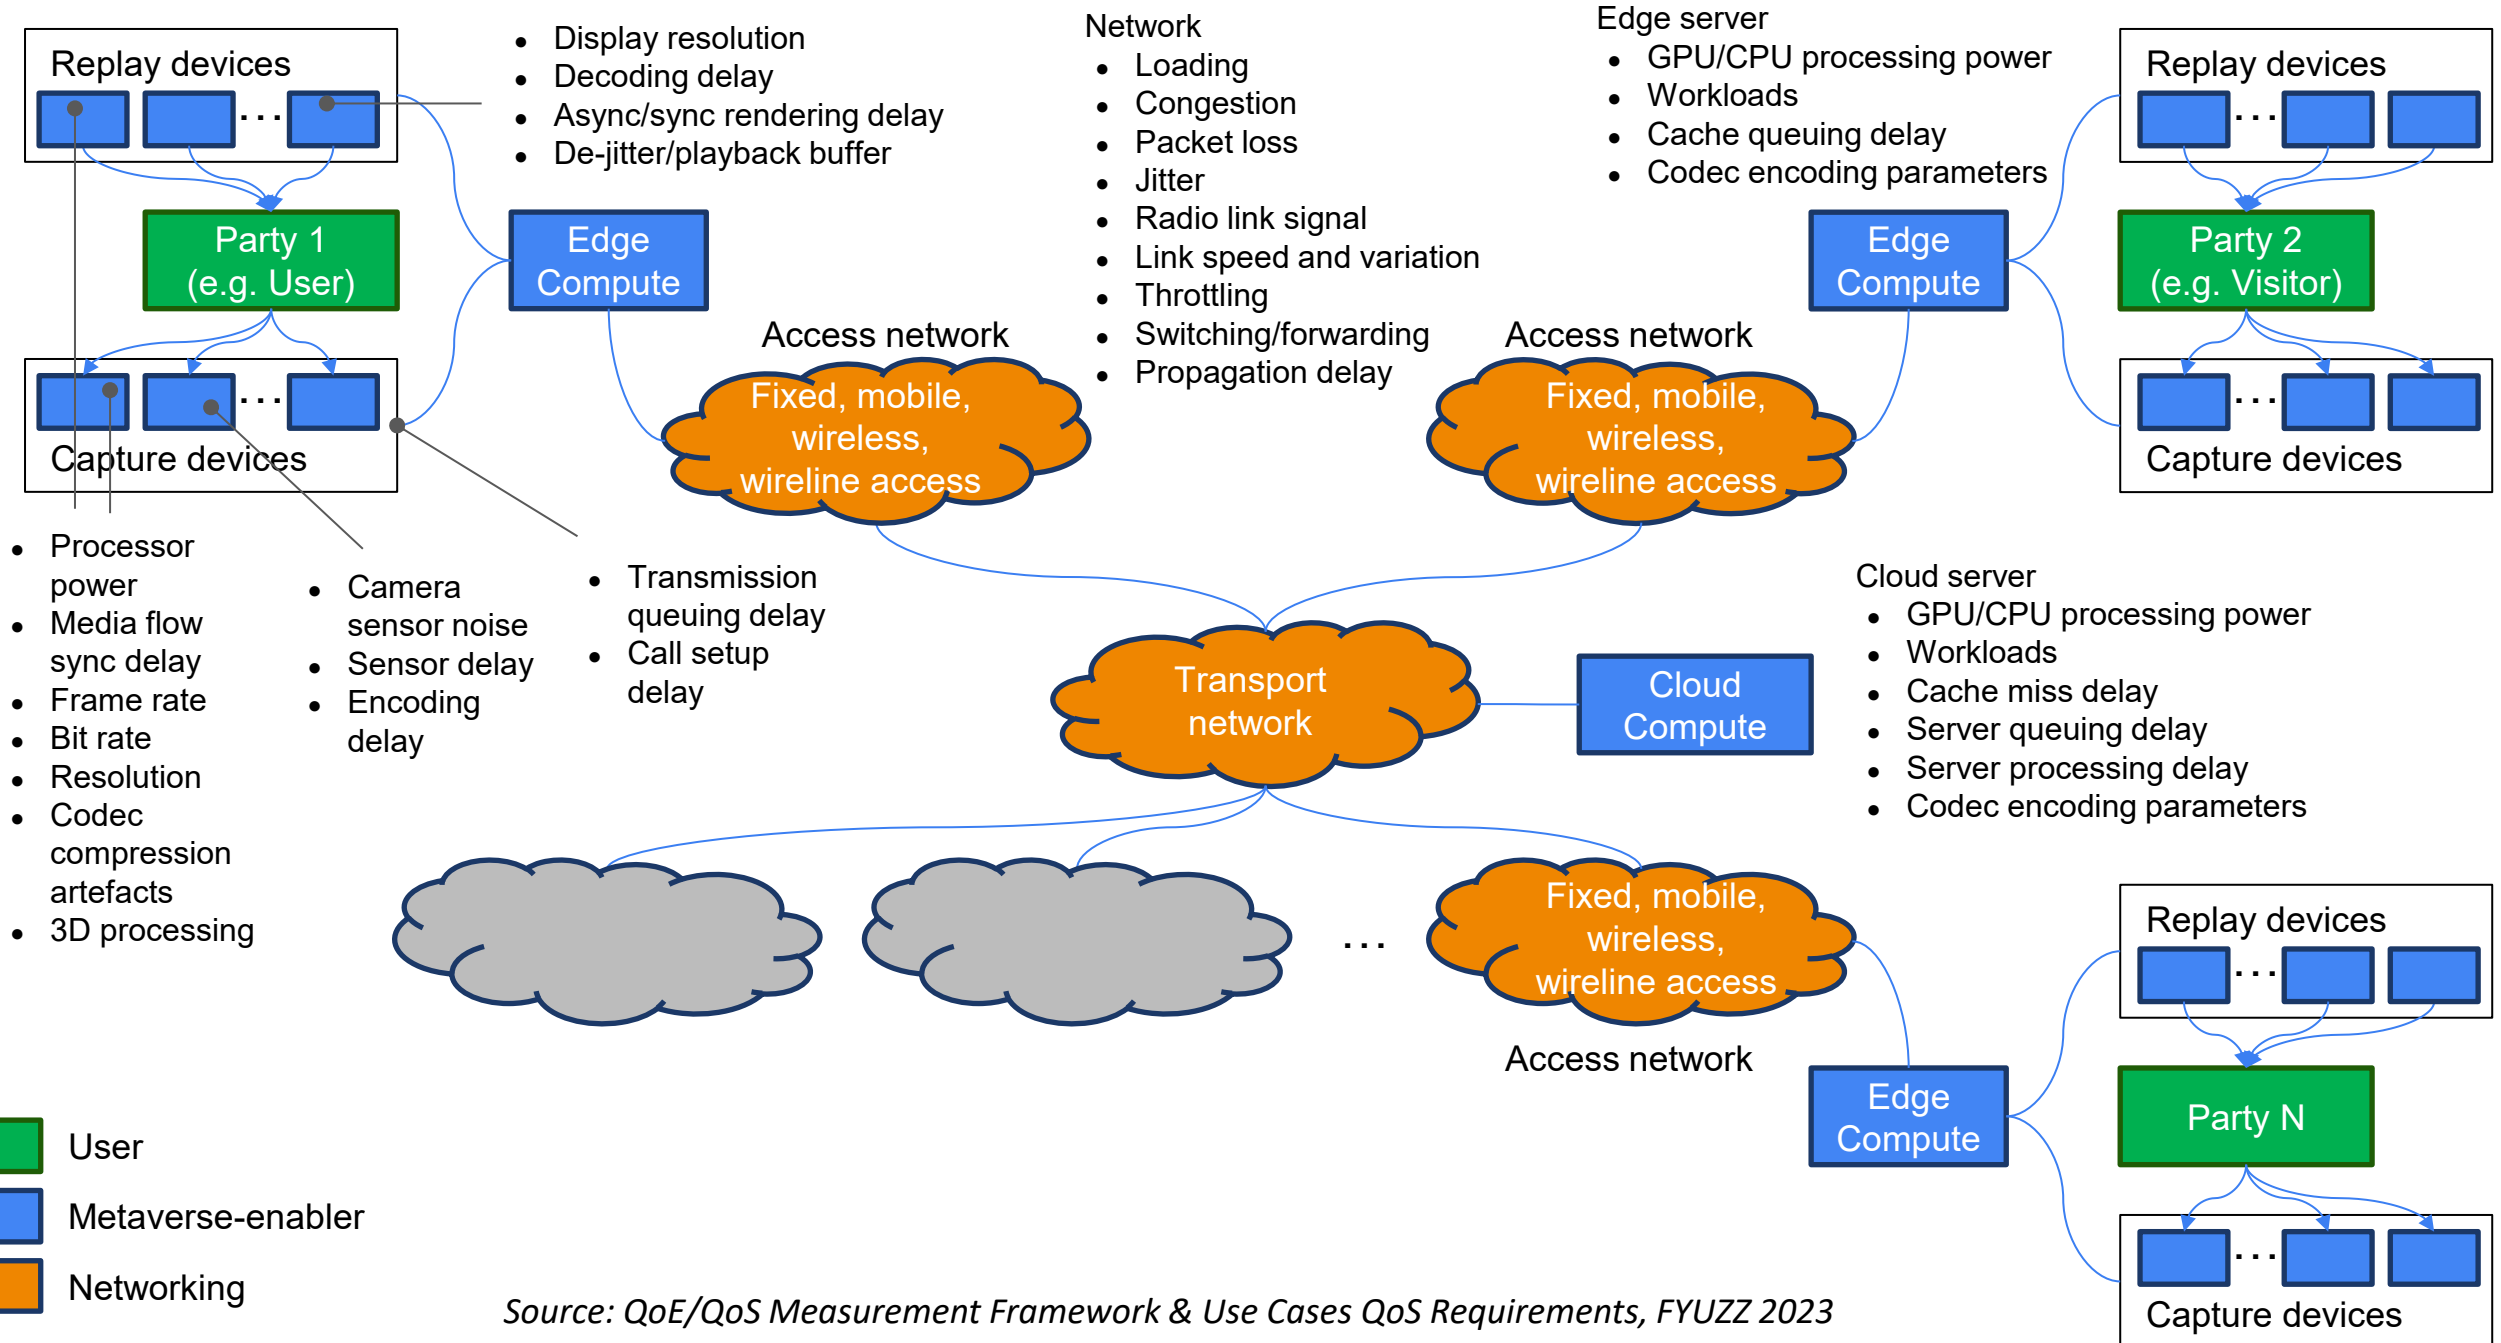 Replay devices
Display resolution
Decoding delay
Async/sync rendering delay
De-jitter/playback buffer
Network
Loading
Congestion
Packet loss
Jitter
Radio link signal
Link speed and variation
Throttling
Switching/forwarding
Propagation delay
Edge server
GPU/CPU processing power
Workloads
Cache queuing delay
Codec encoding parameters
Replay devices
Party 1
(e.g. User)
Edge
Compute
Edge
Compute
Party 2
(e.g. Visitor)
Access network
Access network
Fixed, mobile,
wireless,
wireline access
Fixed, mobile,
wireless,
wireline access
Capture devices
Capture devices
Processor
power
Media flow
sync delay
Frame rate
Bit rate
Resolution
Codec
compression
artefacts
3D processing
Camera
sensor noise
Sensor delay
Encoding
delay
Transmission
queuing delay
Call setup
delay
Transport
network
Cloud
Compute
Cloud server
GPU/CPU processing power
Workloads
Cache miss delay
Server queuing delay
Server processing delay
Codec encoding parameters
Fixed, mobile,
wireless,
wireline access
Access network
Replay devices
Edge
Compute
Party N
Capture devices
User
Metaverse-enabler
Networking
Source: QoE/QoS Measurement Framework & Use Cases QoS Requirements, FYUZZ 2023